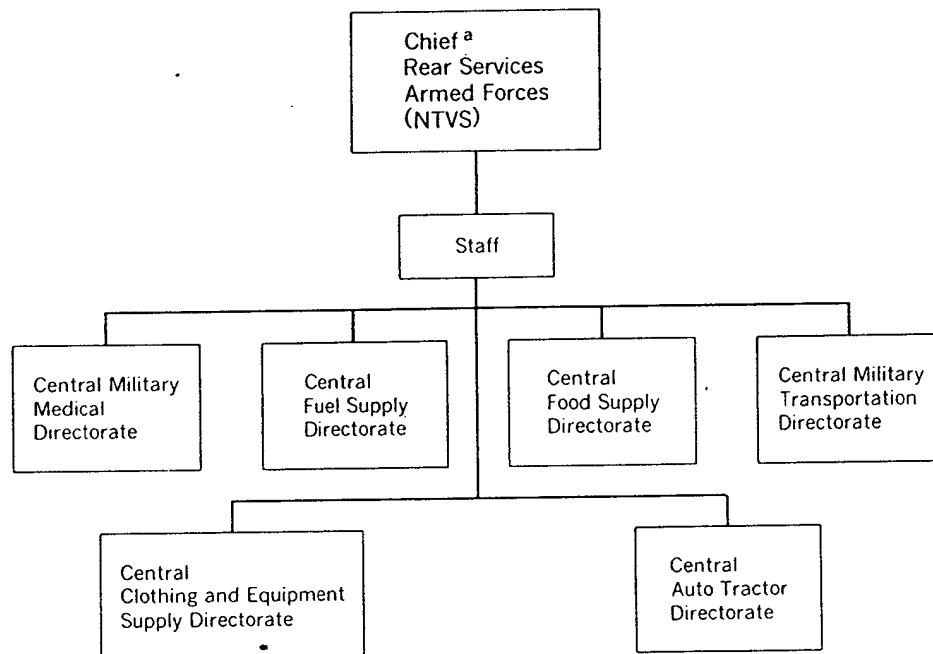 Chief a
Rear Services
Armed Forces
(NTVS)
Staff
Central Military
Medical
Directorate
Central
Fuel Supply
Directorate
Central
Food Supply
Directorate
Central Military
Transportation
Directorate
Central
Clothing and Equipment
Supply Directorate
Central
Auto Tractor
Directorate